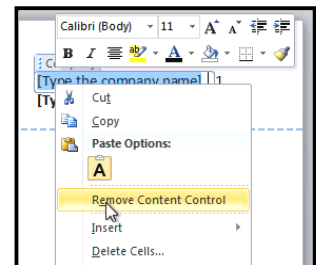 Calibri (Body) 11 A A
B I ab A
[Type the company name] 1
[Ty
Cut
Copy
Paste Options:
A
Remove Content Control
Insert
Delete Cells...